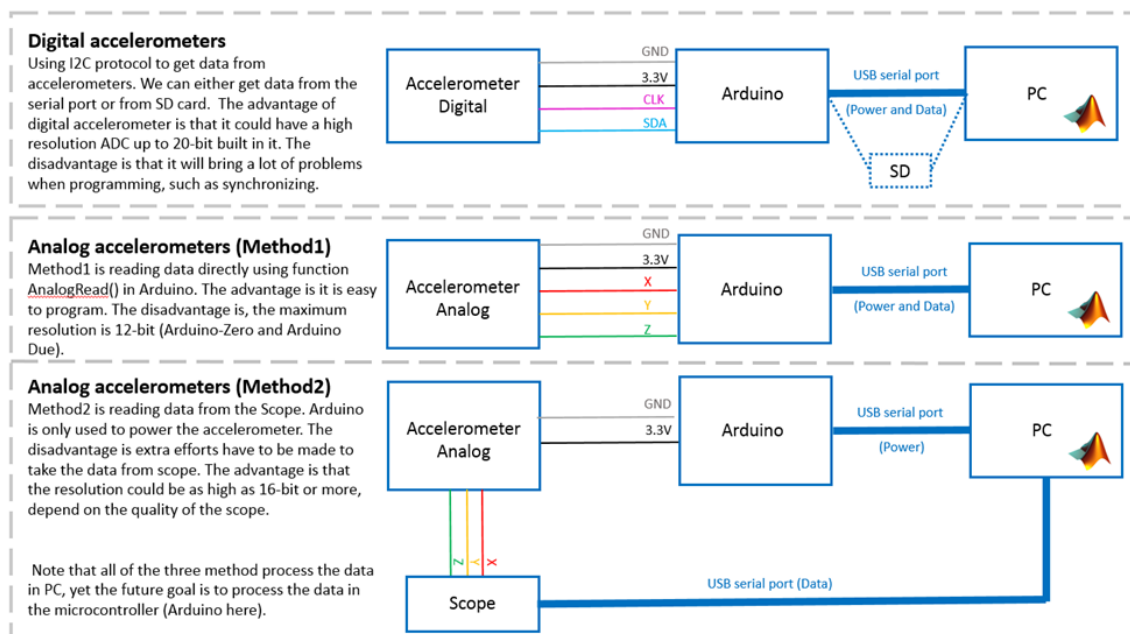 Digital accelerometers
Using I2C protocol to get data from
accelerometers. We can either get data from the
serial port or from SD card.  The advantage of
digital accelerometer is that it could have a high
resolution ADC up to 20-bit built in it. The
disadvantage is that it will bring a lot of problems
when programming, such as synchronizing.
Accelerometer
Digital
GND
3.3V
CLK
SDA
Arduino
USB serial port
(Power and Data)
SD
PC
Analog accelerometers (Method1)
Method1 is reading data directly using function
AnalogRead() in Arduino. The advantage is it is easy
to program. The disadvantage is, the maximum
resolution is 12-bit (Arduino-Zero and Arduino
Due).
Accelerometer
Analog
GND
3.3V
X
Y
Z
Arduino
USB serial port
(Power and Data)
PC
Analog accelerometers (Method2)
Method2 is reading data from the Scope. Arduino
is only used to power the accelerometer. The
disadvantage is extra efforts have to be made to
take the data from scope. The advantage is that
the resolution could be as high as 16-bit or more,
depend on the quality of the scope.
Note that all of the three method process the data
in PC, yet the future goal is to process the data in
the microcontroller (Arduino here).
Accelerometer
Analog
GND
3.3V
Arduino
USB serial port
(Power)
PC
Z
Y
X
Scope
USB serial port (Data)